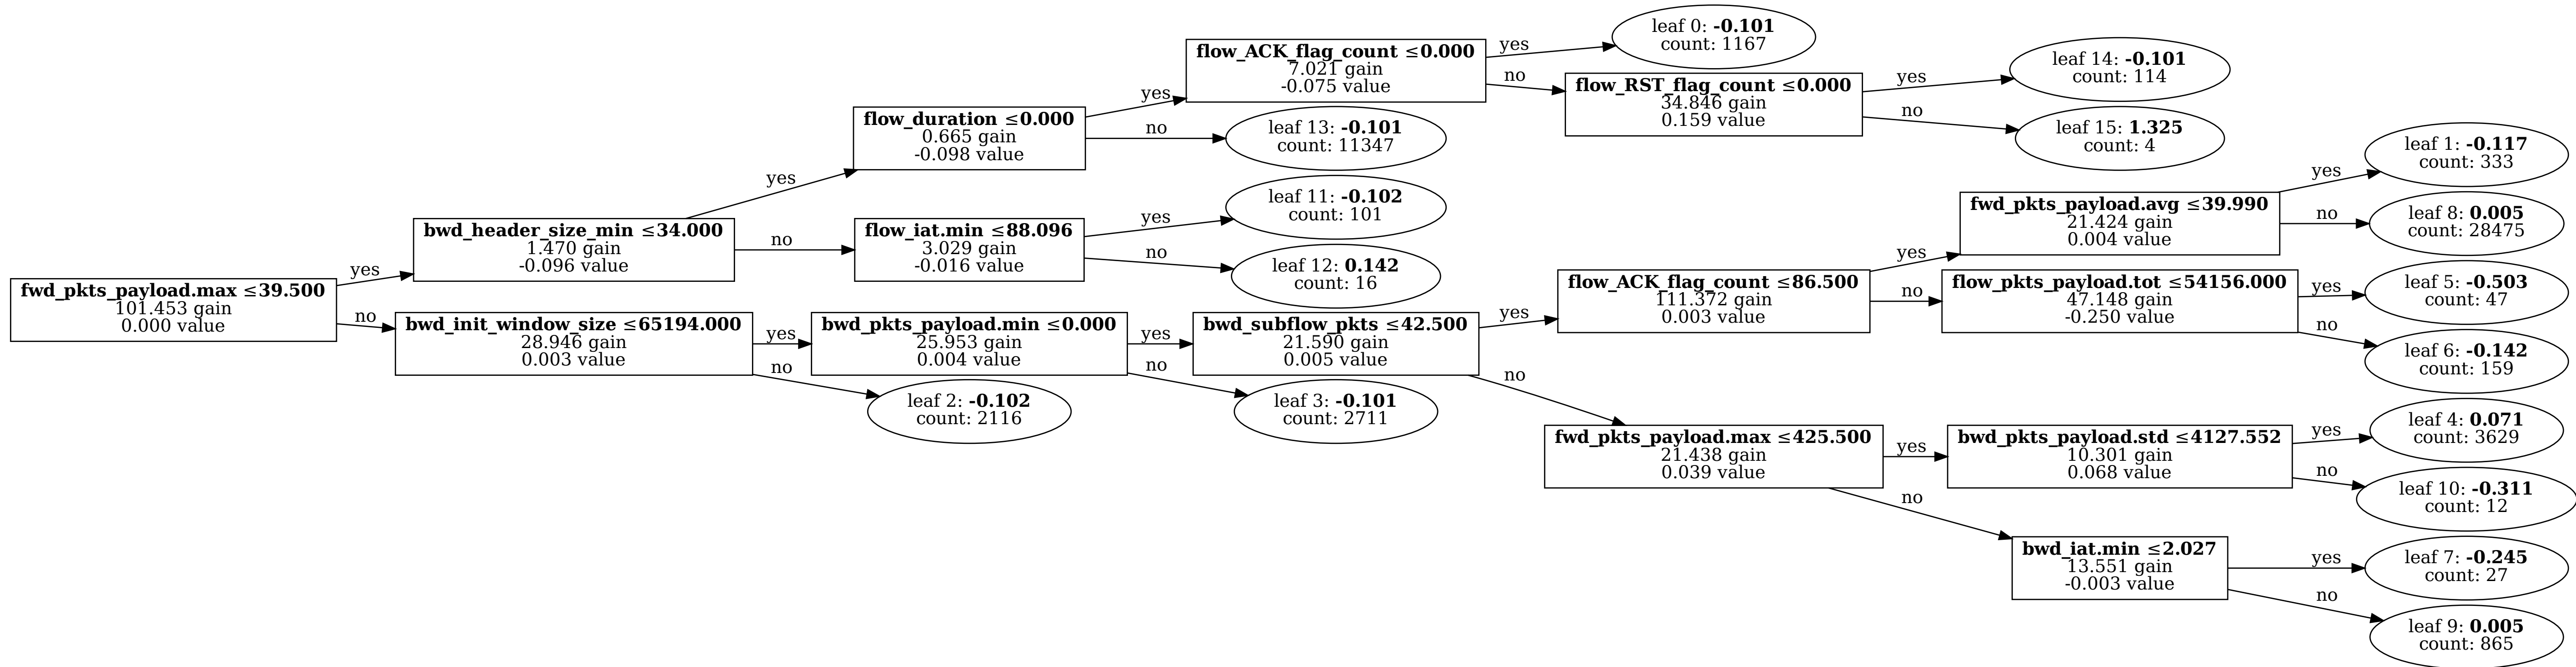 fwd_pkts_payload.max ≤39.500
101.453 gain
0.000 value
yes
no
bwd_header_size_min ≤34.000
1.470 gain
-0.096 value
yes
no
bwd_init_window_size ≤65194.000
28.946 gain
0.003 value
yes
no
flow_duration ≤0.000
0.665 gain
-0.098 value
yes
no
flow_iat.min ≤88.096
3.029 gain
-0.016 value
yes
no
bwd_pkts_payload.min ≤0.000
25.953 gain
0.004 value
yes
no
leaf 2: -0.102
count: 2116
flow_ACK_flag_count ≤0.000
7.021 gain
-0.075 value
yes
no
leaf 13: -0.101
count: 11347
leaf 11: -0.102
count: 101
leaf 12: 0.142
count: 16
bwd_subflow_pkts ≤42.500
21.590 gain
0.005 value
yes
no
leaf 3: -0.101
count: 2711
leaf 0: -0.101
count: 1167
flow_RST_flag_count ≤0.000
34.846 gain
0.159 value
yes
no
flow_ACK_flag_count ≤86.500
111.372 gain
0.003 value
yes
no
fwd_pkts_payload.max ≤425.500
21.438 gain
0.039 value
yes
no
leaf 14: -0.101
count: 114
leaf 15: 1.325
count: 4
fwd_pkts_payload.avg ≤39.990
21.424 gain
0.004 value
yes
no
flow_pkts_payload.tot ≤54156.000
47.148 gain
-0.250 value
yes
no
bwd_pkts_payload.std ≤4127.552
10.301 gain
0.068 value
yes
no
bwd_iat.min ≤2.027
13.551 gain
-0.003 value
yes
no
leaf 1: -0.117
count: 333
leaf 8: 0.005
count: 28475
leaf 5: -0.503
count: 47
leaf 6: -0.142
count: 159
leaf 4: 0.071
count: 3629
leaf 10: -0.311
count: 12
leaf 7: -0.245
count: 27
leaf 9: 0.005
count: 865